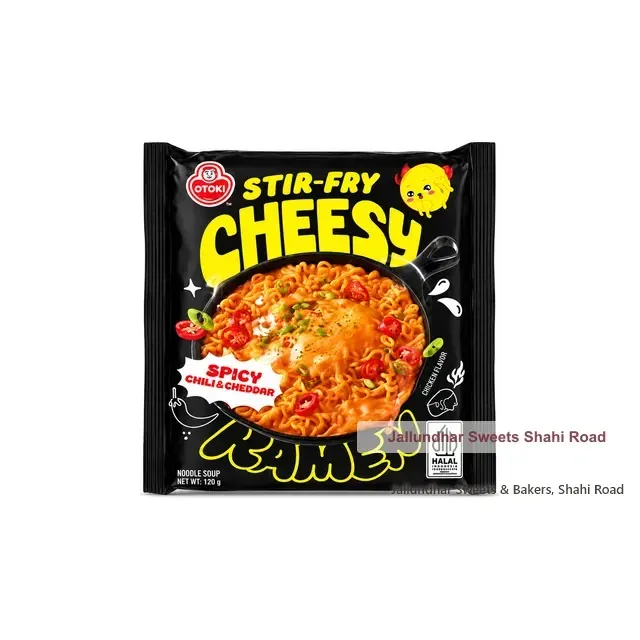 OTOKI
™
STIR-FRY
CHEESY
SPICY
CHILI & CHEDDAR
CHICKEN FLAVOR
RAMEN
NOODLE SOUP
NET WT: 120 g
HALAL
INDONESIA
Jallundhar Sweets Shahi Road
Jallundhar Sweets & Bakers, Shahi Road